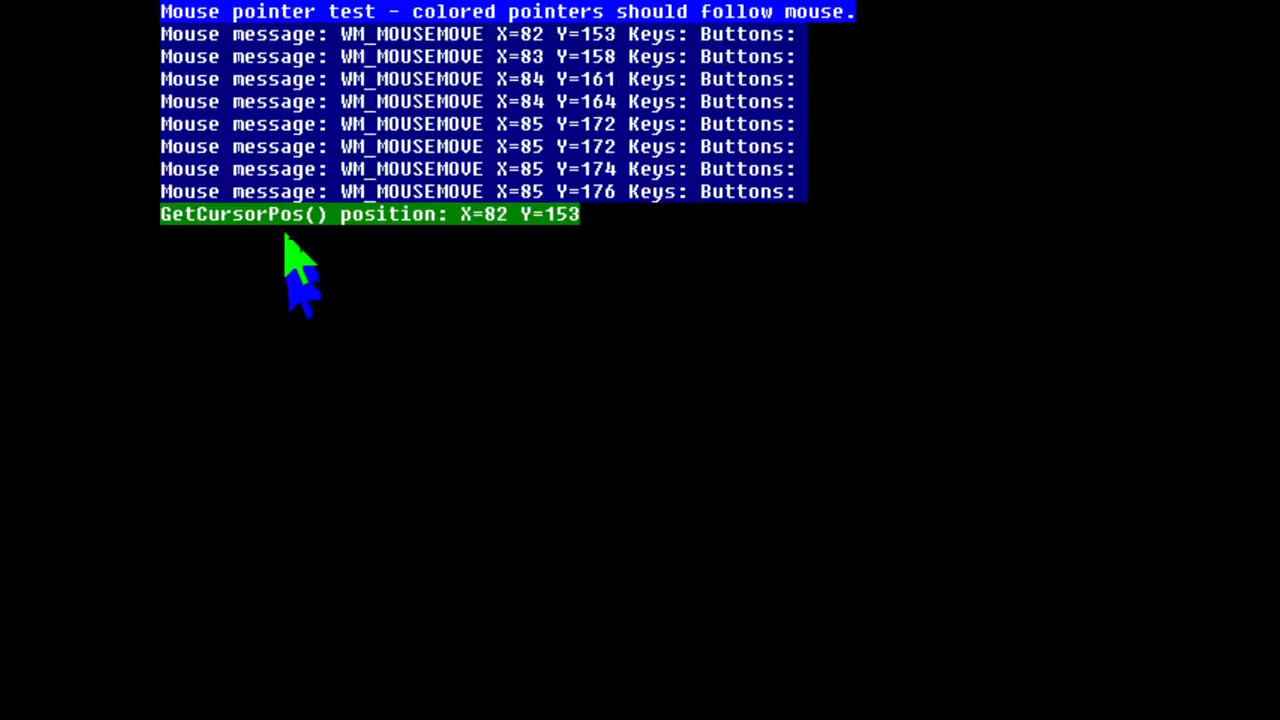 Mouse pointer test - colored pointers should follow mouse.
Mouse message: WM_MOUSEMOVE X=82 Y=153 Keys: Buttons:
Mouse message: WM_MOUSEMOVE X=83 Y=158 Keys: Buttons:
Mouse message: WM_MOUSEMOVE X=84 Y=161 Keys: Buttons:
Mouse message: WM_MOUSEMOVE X=84 Y=164 Keys: Buttons:
Mouse message: WM_MOUSEMOVE X=85 Y=172 Keys: Buttons:
Mouse message: WM_MOUSEMOVE X=85 Y=172 Keys: Buttons:
Mouse message: WM_MOUSEMOVE X=85 Y=174 Keys: Buttons:
Mouse message: WM_MOUSEMOVE X=85 Y=176 Keys: Buttons:
GetCursorPos() position: X=82 Y=153